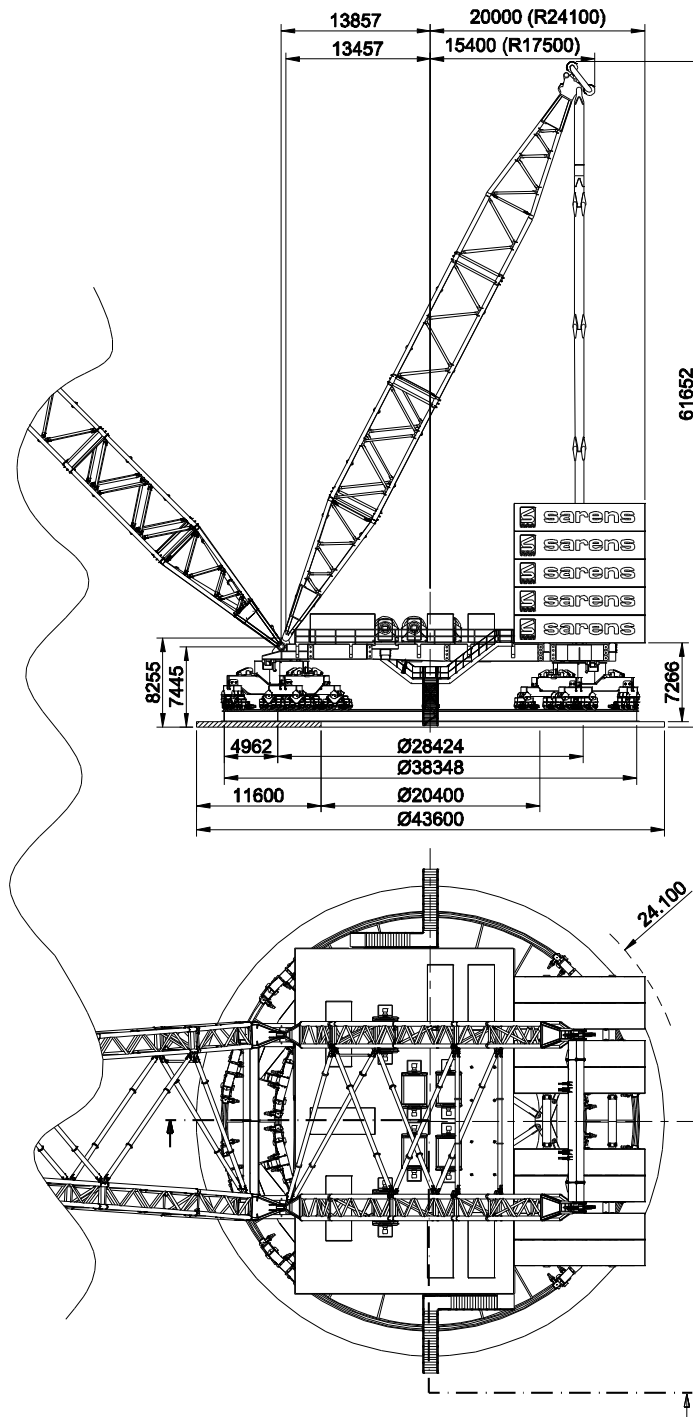 13857
20000 (R24100)
13457
15400 (R17500)
61652
sarens
sarens
sarens
sarens
sarens
8255
7445
7266
4962
Ø28424
Ø38348
11600
Ø20400
Ø43600
24.100